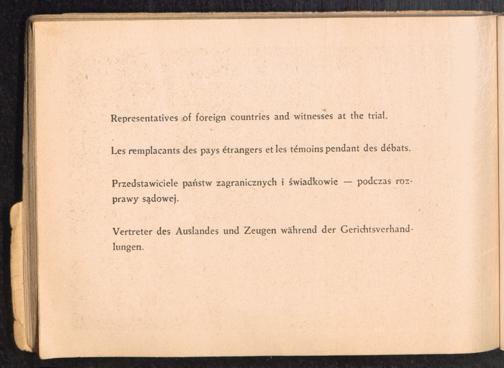 Representatives of foreign countries and witnesses at the trial.
Les remplacants des pays étrangers et les témoins pendant des débats.
Przedstawiciele państw zagranicznych i świadkowie — podczas roz-
prawy sądowej.
Vertreter des Auslandes und Zeugen während der Gerichtsverhand-
lungen.